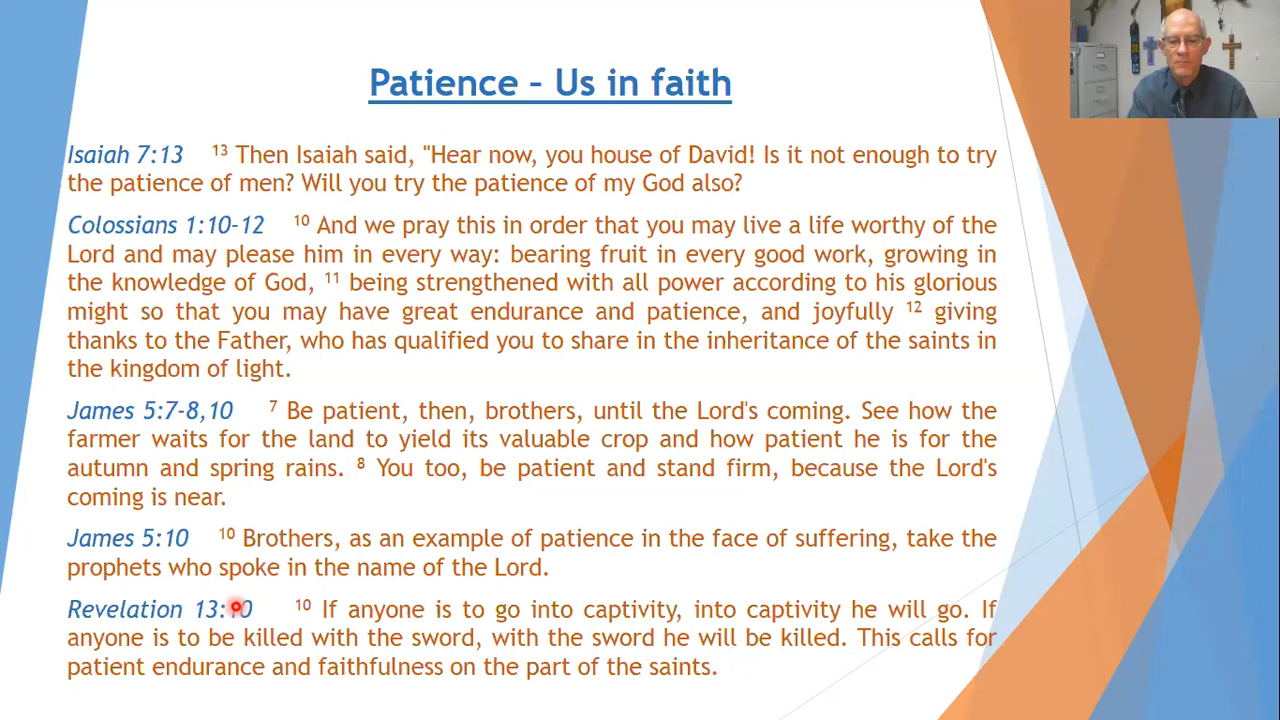 Patience – Us in faith
Isaiah 7:13 13 Then Isaiah said, "Hear now, you house of David! Is it not enough to try
the patience of men? Will you try the patience of my God also?
Colossians 1:10-12 10 And we pray this in order that you may live a life worthy of the
Lord and may please him in every way: bearing fruit in every good work, growing in
the knowledge of God, 11 being strengthened with all power according to his glorious
might so that you may have great endurance and patience, and joyfully 12 giving
thanks to the Father, who has qualified you to share in the inheritance of the saints in
the kingdom of light.
James 5:7-8,10 7 Be patient, then, brothers, until the Lord's coming. See how the
farmer waits for the land to yield its valuable crop and how patient he is for the
autumn and spring rains. 8 You too, be patient and stand firm, because the Lord's
coming is near.
James 5:10 10 Brothers, as an example of patience in the face of suffering, take the
prophets who spoke in the name of the Lord.
Revelation 13:10 10 If anyone is to go into captivity, into captivity he will go. If
anyone is to be killed with the sword, with the sword he will be killed. This calls for
patient endurance and faithfulness on the part of the saints.